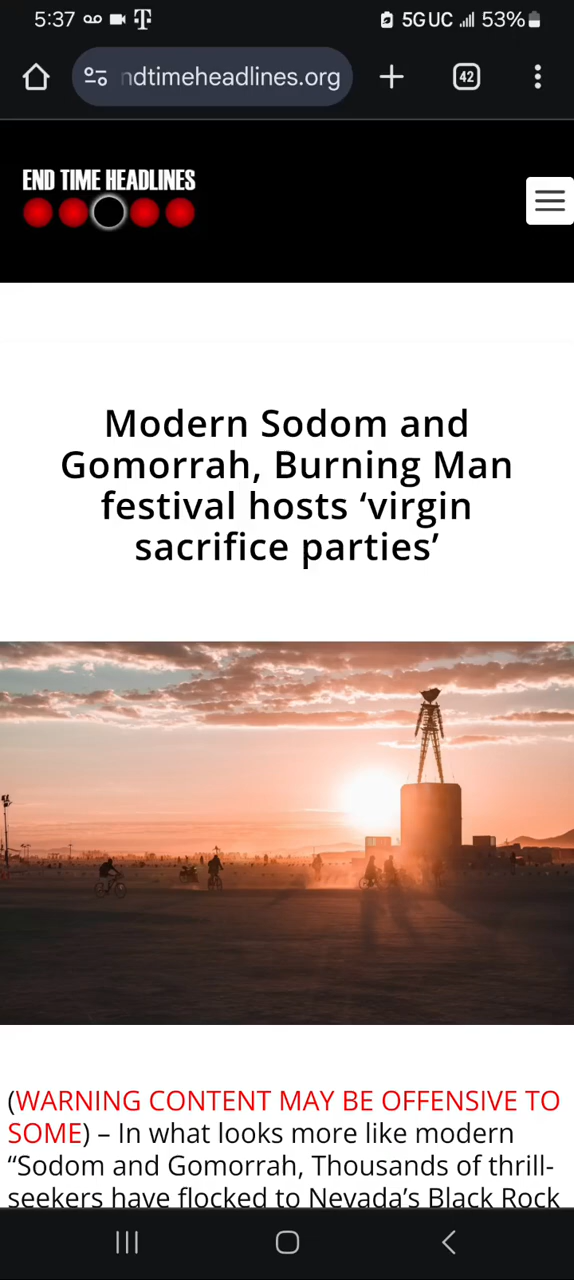 5:37 5G UC 53%
ndtimeheadlines.org 42
END TIME HEADLINES
Modern Sodom and
Gomorrah, Burning Man
festival hosts ‘virgin
sacrifice parties’
(WARNING CONTENT MAY BE OFFENSIVE TO
SOME) – In what looks more like modern
“Sodom and Gomorrah, Thousands of thrill-
seekers have flocked to Nevada’s Black Rock